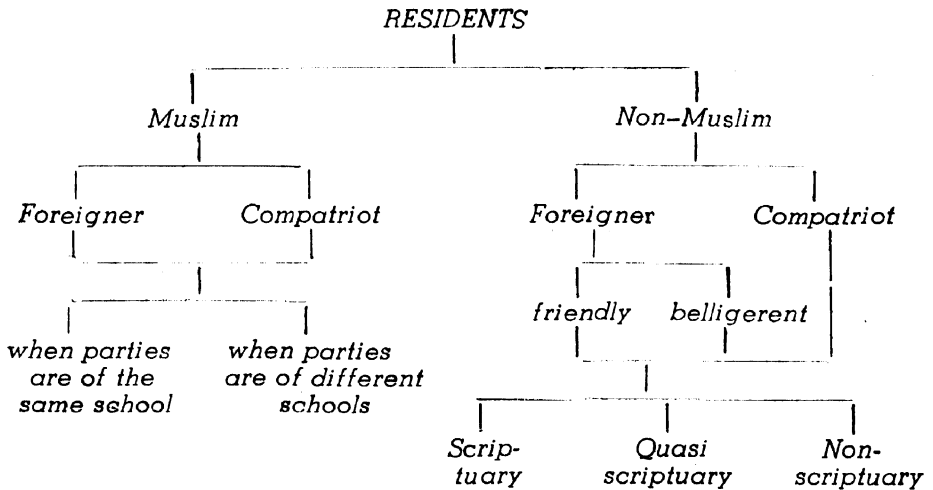 RESIDENTS
Muslim
Non-Muslim
Foreigner
Compatriot
Foreigner
Compatriot
friendly
belligerent
when parties
are of the
same school
when parties
are of different
schools
Scrip-
tuary
Quasi
scriptuary
Non-
scriptuary